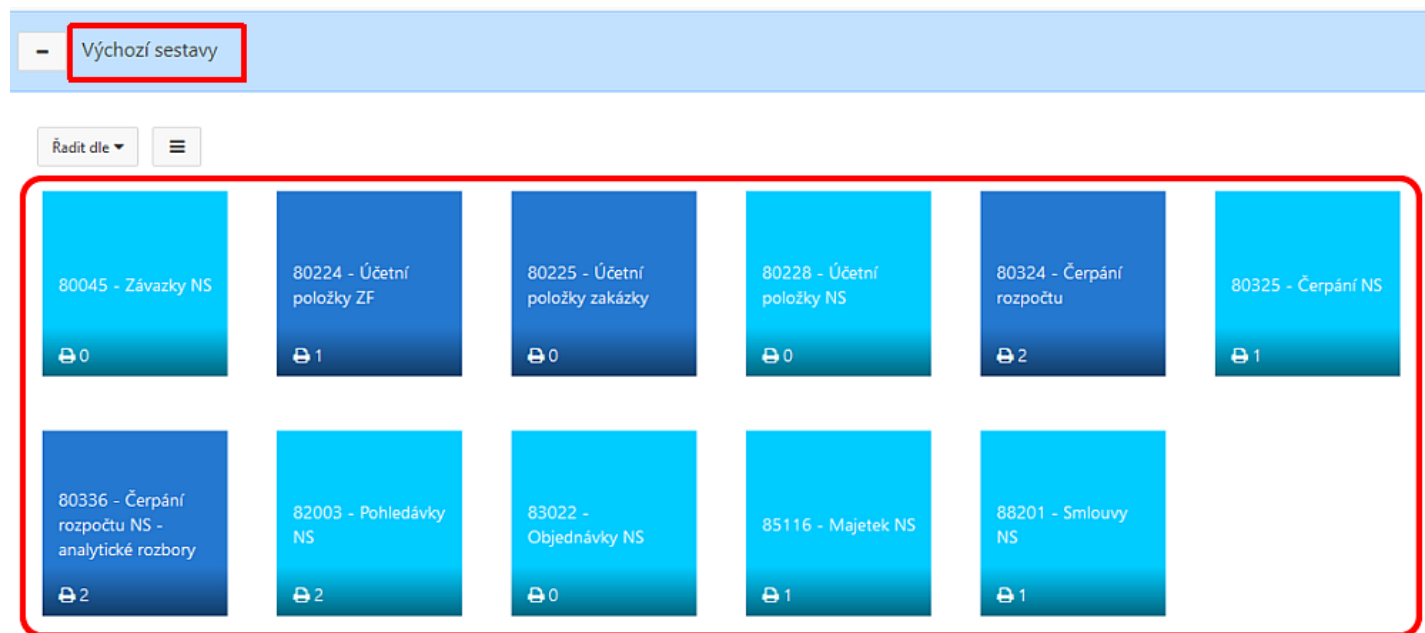 Výchozí sestavy
Řadit dle
80045 - Závazky NS
0
80224 - Účetní
položky ZF
1
80225 - Účetní
položky zakázky
0
80228 - Účetní
položky NS
0
80324 - Čerpání
rozpočtu
2
80325 - Čerpání NS
1
80336 - Čerpání
rozpočtu NS -
analytické rozbory
2
82003 - Pohledávky
NS
2
83022 -
Objednávky NS
0
85116 - Majetek NS
1
88201 - Smlouvy
NS
1